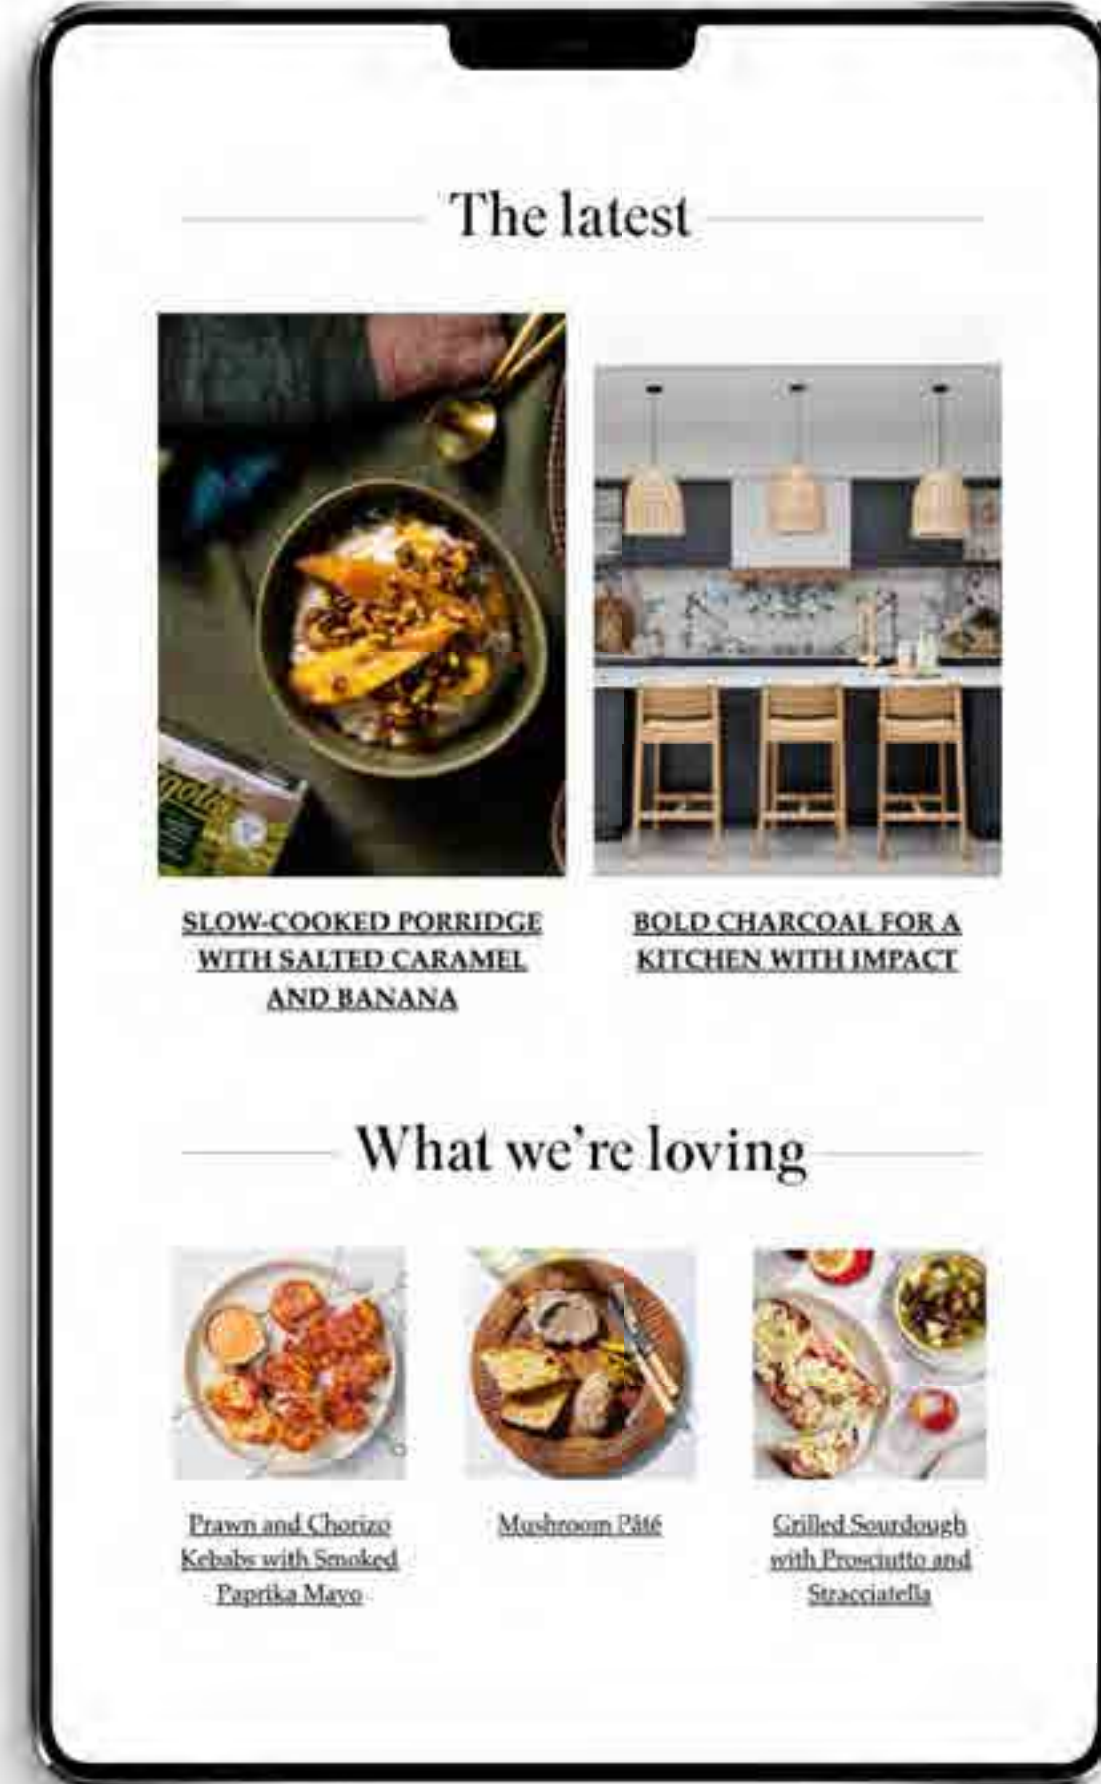 The latest
SLOW-COOKED PORRIDGE
WITH SALTED CARAMEL
AND BANANA
BOLD CHARCOAL FOR A
KITCHEN WITH IMPACT
What we're loving
Prawn and Chorizo
Kebabs with Smoked
Paprika Mayo
Mushroom Pâté
Grilled Sourdough
with Prosciutto and
Stracciatella